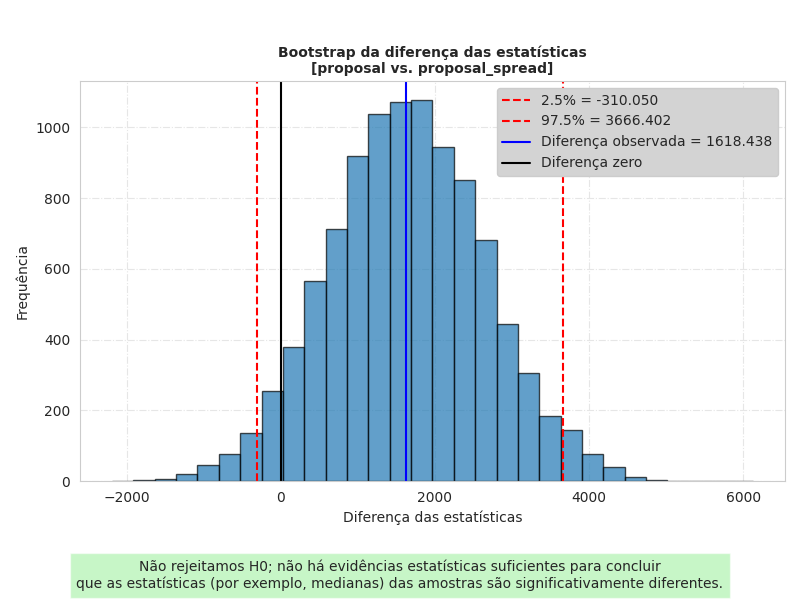 Bootstrap da diferença das estatísticas
[proposal vs. proposal_spread]
2.5% = -310.050
97.5% = 3666.402
Diferença observada = 1618.438
Diferença zero
Frequência
1000
800
600
400
200
0
−2000
0
2000
4000
6000
Diferença das estatísticas
Não rejeitamos H0; não há evidências estatísticas suficientes para concluir
que as estatísticas (por exemplo, medianas) das amostras são significativamente diferentes.